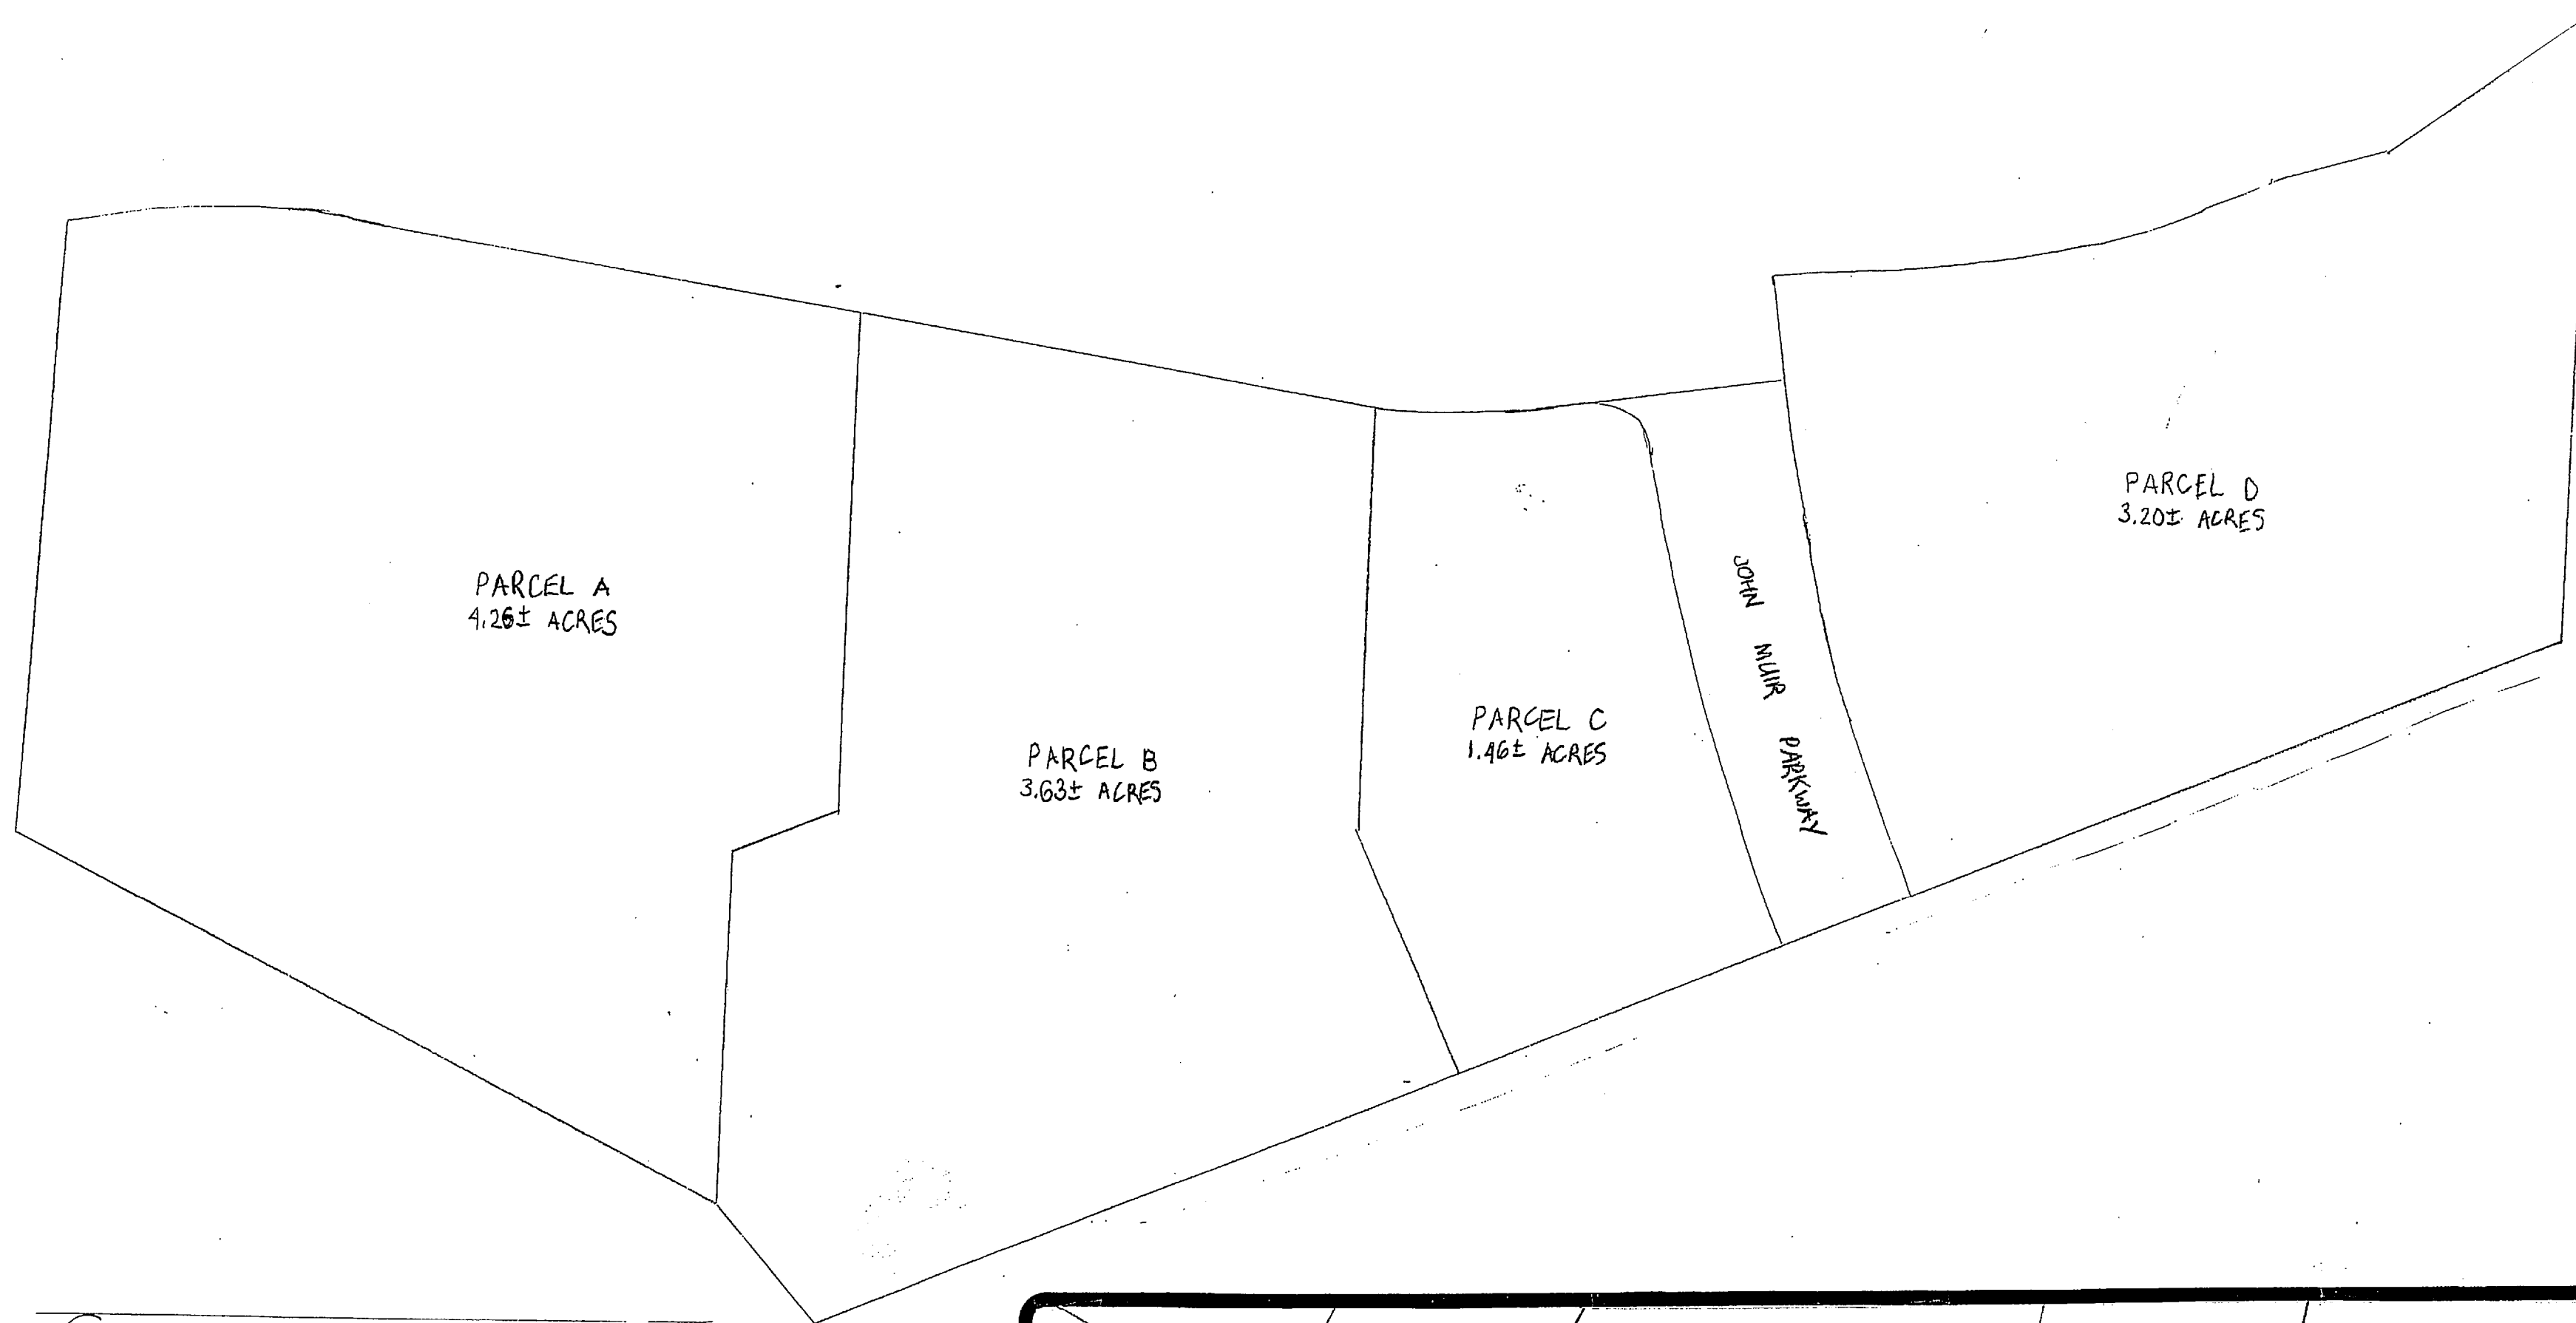 PARCEL A
4.26± ACRES
PARCEL B
3.63± ACRES
PARCEL C
1.46± ACRES
JOHN MUIR PARKWAY
PARCEL D
3.20± ACRES